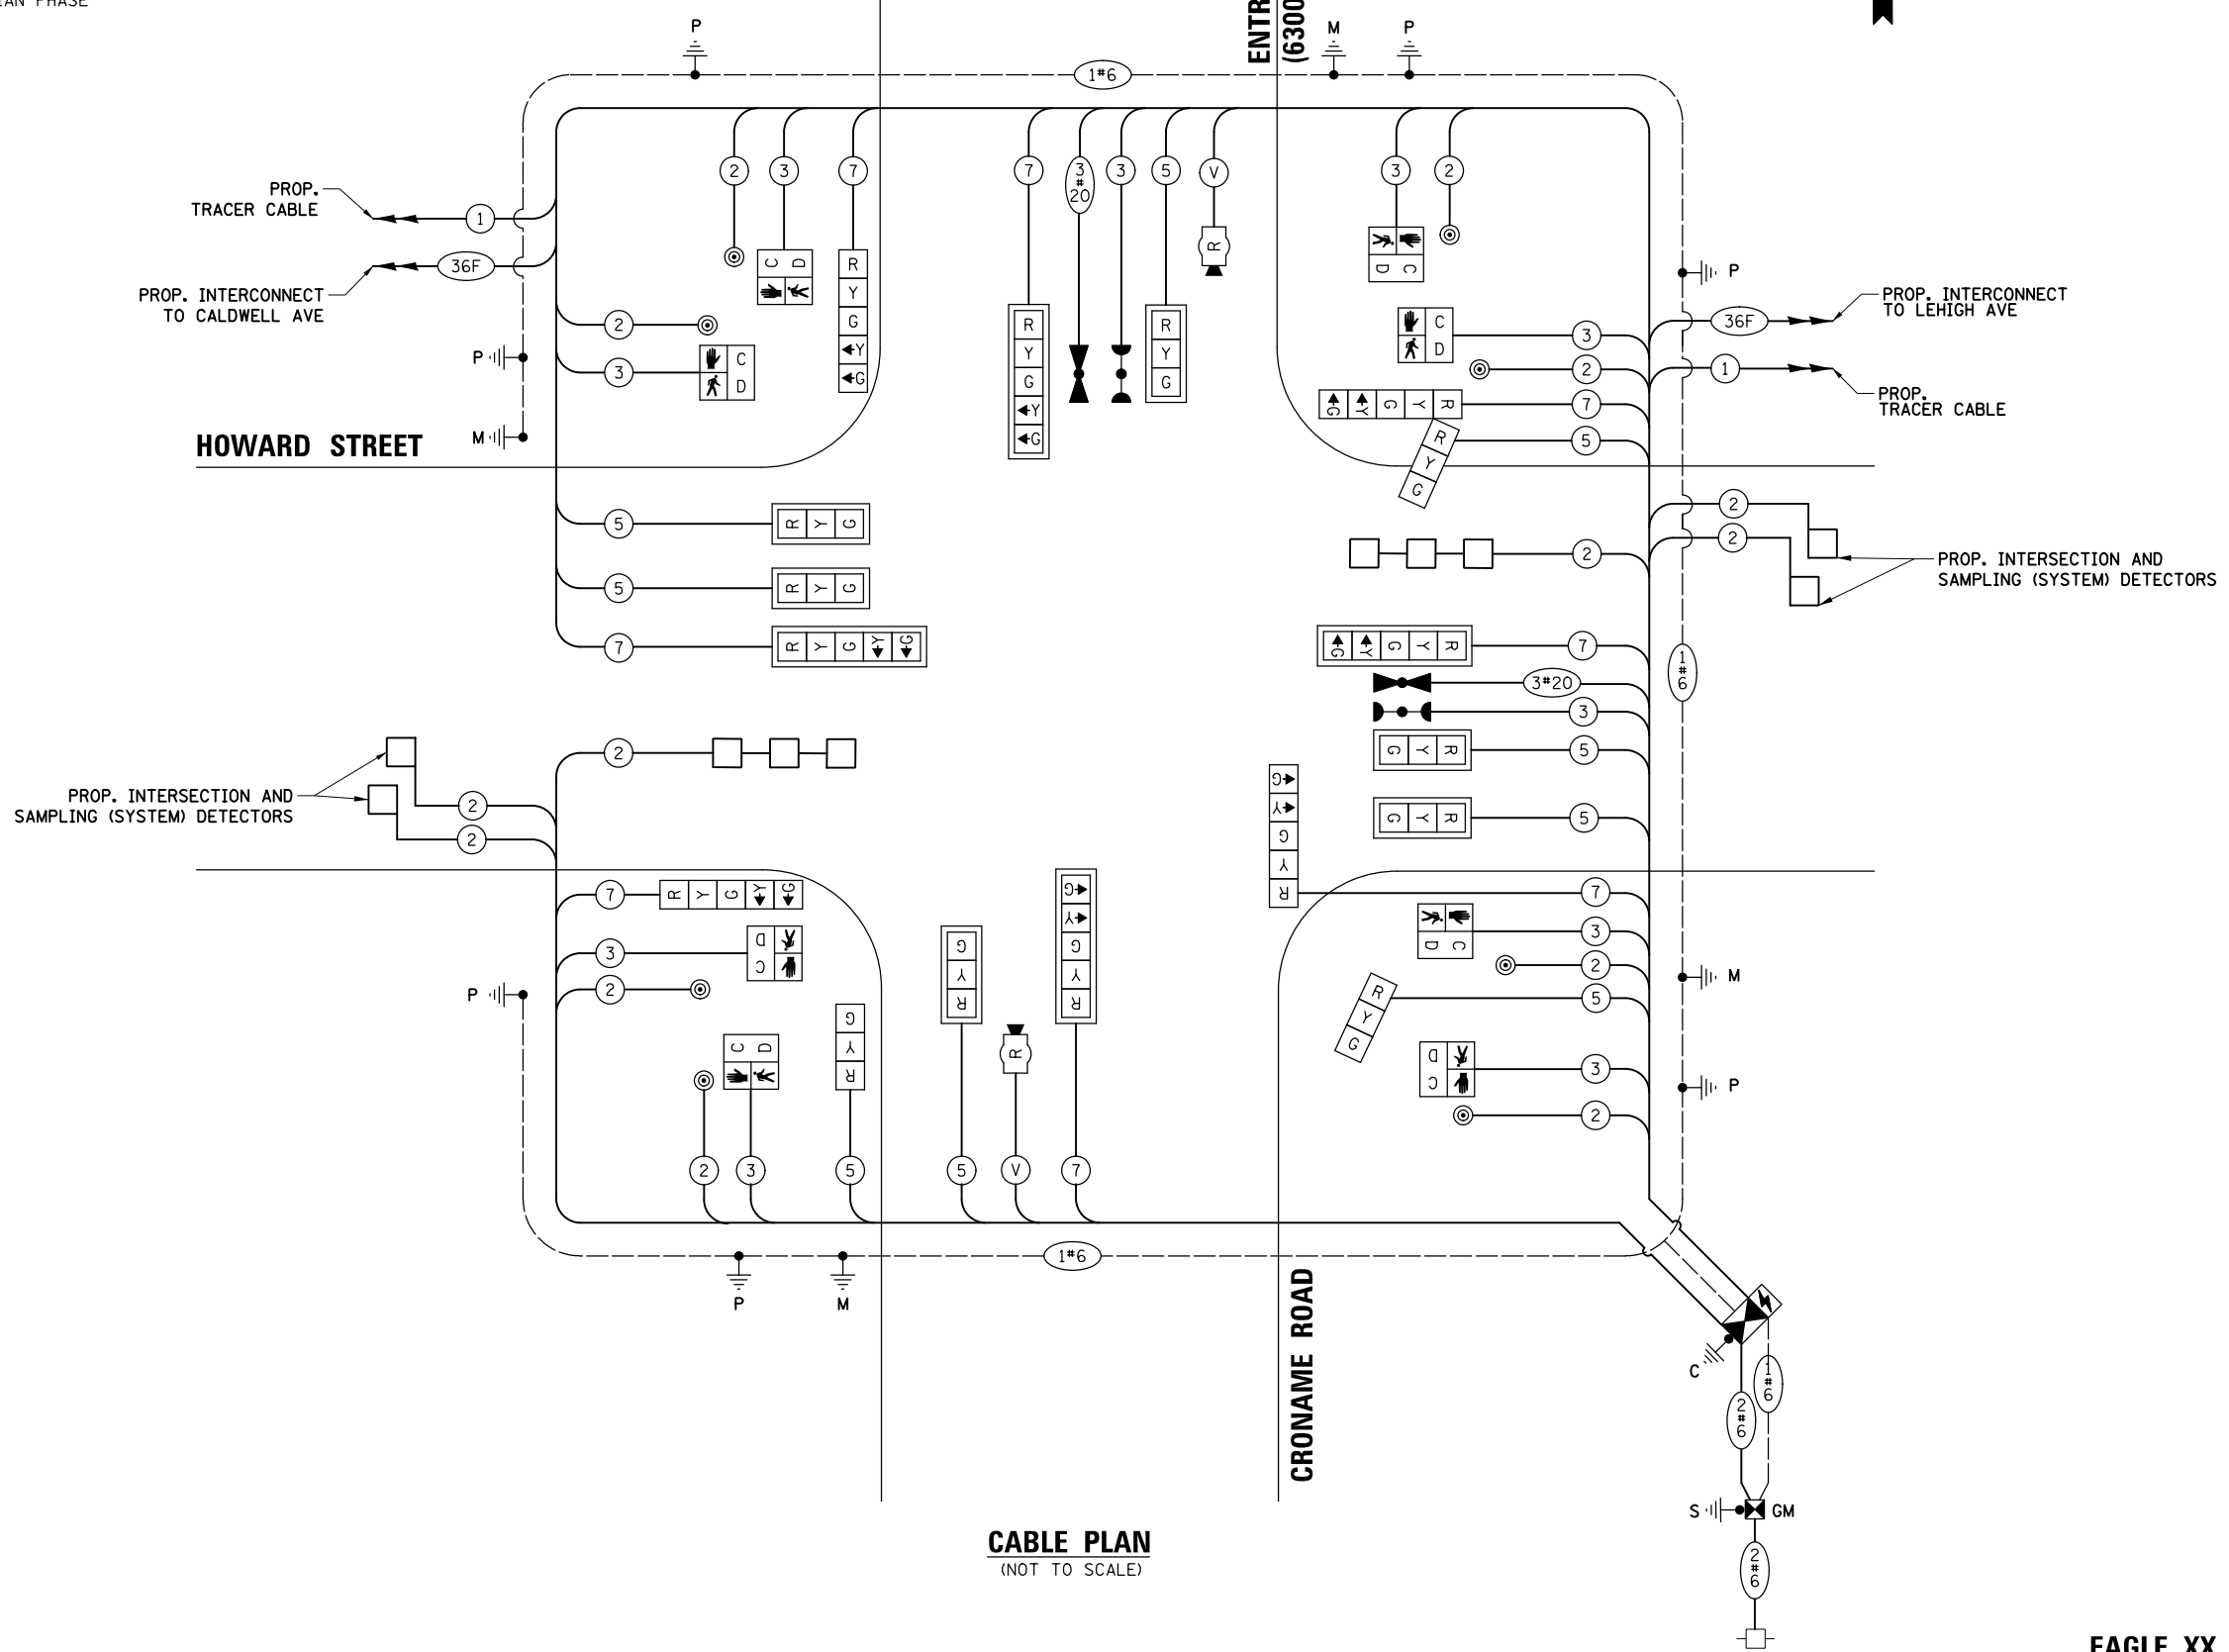 P
ENTR
(6300
M
P
1#6
PROP.
TRACER CABLE
1
36F
PROP. INTERCONNECT
TO CALDWELL AVE
2
3
7
7
3
#
20
3
5
V
3
2
C D
R
Y
G
Y
G
R
R
Y
G
Y
G
R
Y
G
D C
P
PROP. INTERCONNECT
TO LEHIGH AVE
36F
1
PROP.
TRACER CABLE
2
3
C
D
P
M
HOWARD STREET
C
D
3
2
G Y G Y R
7
5
R
Y
G
5
R Y G
5
R Y G
7
R Y G Y G
2
2
2
PROP. INTERSECTION AND
SAMPLING (SYSTEM) DETECTORS
G Y G Y R
7
3#20
3
G Y R
5
G Y R
5
1
#
6
2
PROP. INTERSECTION AND
SAMPLING (SYSTEM) DETECTORS
2
2
G
Y
G
Y
R
7
7
R Y G Y G
3
D
C
2
P
C D
G
Y
R
2
3
5
G
Y
R
R
G
Y
G
Y
R
5
V
7
D C
3
2
R
Y
G
5
D
C
3
2
M
P
P
M
1#6
CRONAME ROAD
C
1
#
6
2
#
6
S
GM
2
#
6
CABLE PLAN
(NOT TO SCALE)
EAGLE XX